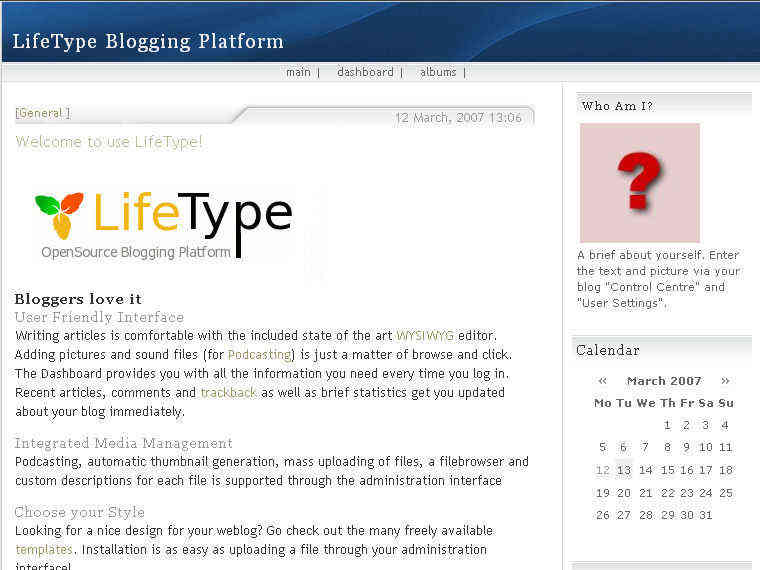 LifeType Blogging Platform
main | dashboard | albums |
[General ]
12 March, 2007 13:06
Welcome to use LifeType!
LifeType
OpenSource Blogging Platform
Bloggers love it
User Friendly Interface
Writing articles is comfortable with the included state of the art WYSIWYG editor.
Adding pictures and sound files (for Podcasting) is just a matter of browse and click.
The Dashboard provides you with all the information you need every time you log in.
Recent articles, comments and trackback as well as brief statistics get you updated
about your blog immediately.
Integrated Media Management
Podcasting, automatic thumbnail generation, mass uploading of files, a filebrowser and
custom descriptions for each file is supported through the administration interface
Choose your Style
Looking for a nice design for your weblog? Go check out the many freely available
templates. Installation is as easy as uploading a file through your administration
interface!
Who Am I?
?
A brief about yourself. Enter
the text and picture via your
blog "Control Centre" and
"User Settings".
Calendar
« March 2007 »
Mo Tu We Th Fr Sa Su
1 2 3 4
5 6 7 8 9 10 11
12 13 14 15 16 17 18
19 20 21 22 23 24 25
26 27 28 29 30 31